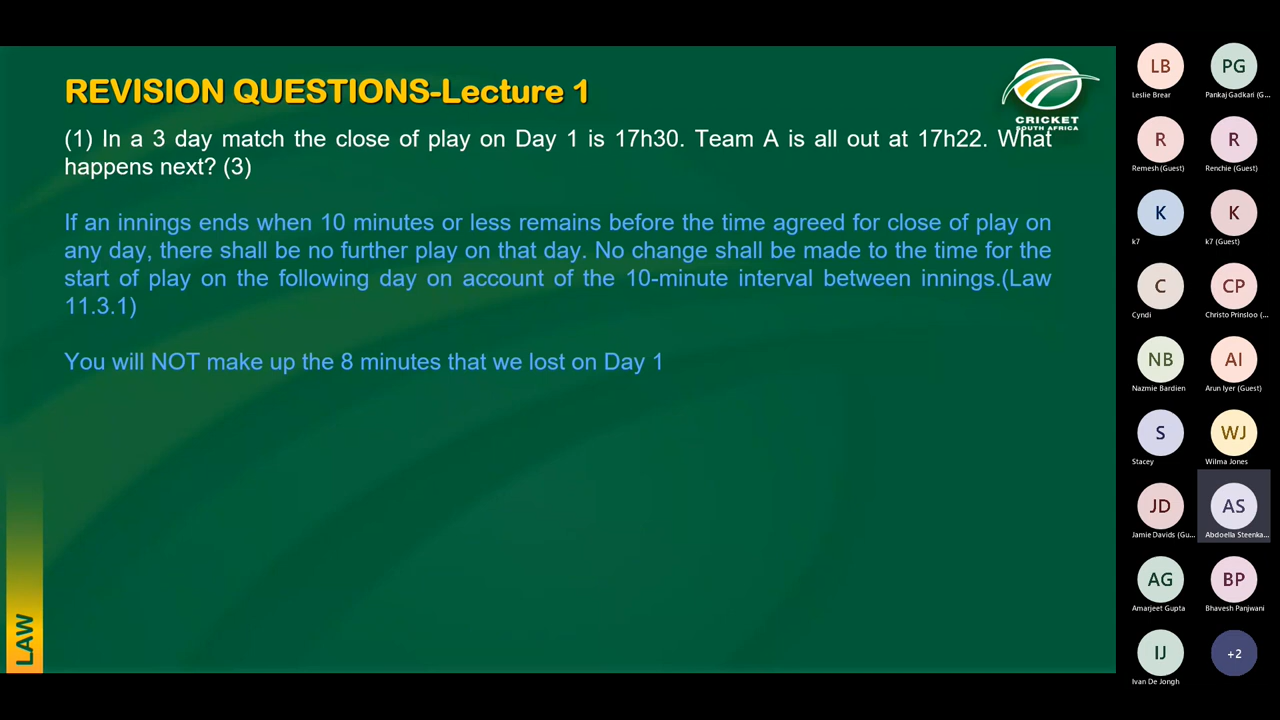 REVISION QUESTIONS-Lecture 1
CRICKET
SOUTH AFRICA
(1) In a 3 day match the close of play on Day 1 is 17h30. Team A is all out at 17h22. What
happens next? (3)
If an innings ends when 10 minutes or less remains before the time agreed for close of play on
any day, there shall be no further play on that day. No change shall be made to the time for the
start of play on the following day on account of the 10-minute interval between innings.(Law
11.3.1)
You will NOT make up the 8 minutes that we lost on Day 1
LAW
LB
Leslie Brear
PG
Pankaj Gadkari (G...
R
Remesh (Guest)
R
Renchie (Guest)
K
k7
K
k7 (Guest)
C
Cyndi
CP
Christo Prinsloo (...
NB
Nazmie Bardien
AI
Arun Iyer (Guest)
S
Stacey
WJ
Wilma Jones
JD
Jamie Davids (Gu...
AS
Abdoella Steenka...
AG
Amarjeet Gupta
BP
Bhavesh Panjwani
IJ
Ivan De Jongh
+2